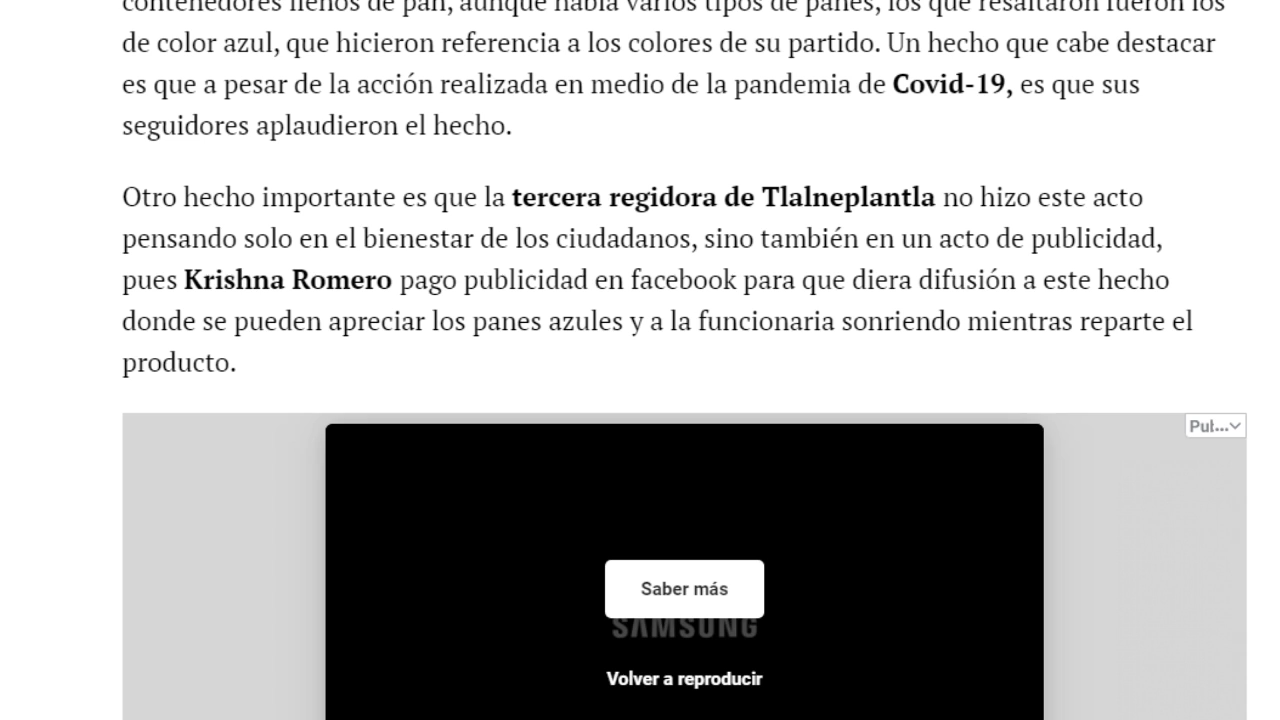 contenedores llenos de pan, aunque había varios tipos de panes, los que resaltaron fueron los
de color azul, que hicieron referencia a los colores de su partido. Un hecho que cabe destacar
es que a pesar de la acción realizada en medio de la pandemia de Covid-19, es que sus
seguidores aplaudieron el hecho.
Otro hecho importante es que la tercera regidora de Tlalneplantla no hizo este acto
pensando solo en el bienestar de los ciudadanos, sino también en un acto de publicidad,
pues Krishna Romero pago publicidad en facebook para que diera difusión a este hecho
donde se pueden apreciar los panes azules y a la funcionaria sonriendo mientras reparte el
producto.
Pub...
Saber más
SAMSUNG
Volver a reproducir